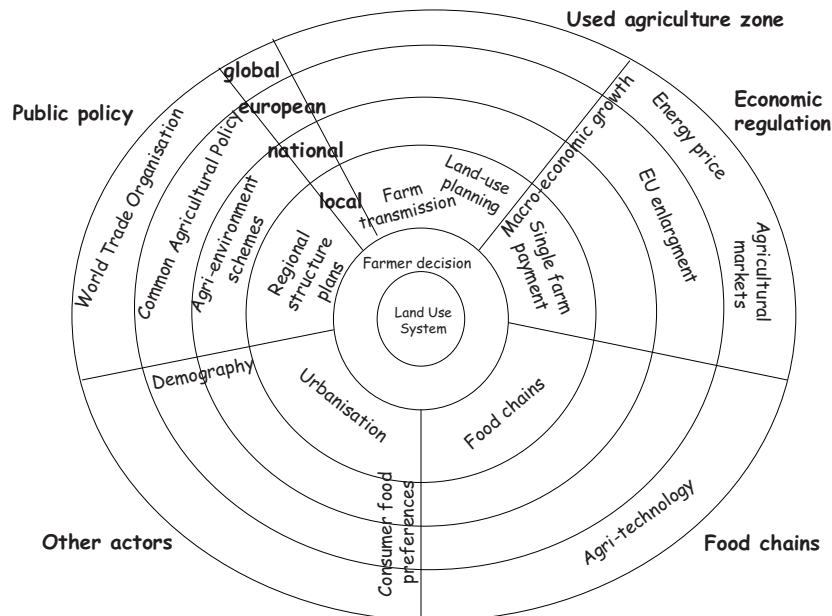 Used agriculture zone
Public policy
Economic
regulation
global
european
national
local
World Trade Organisation
Common Agricultural Policy
Agri-environment
schemes
Regional
structure
plans
Farm
transmission
Land-use
planning
Macro-economic growth
Energy price
EU enlargment
Agricultural
markets
Single farm
payment
Farmer decision
Land Use
System
Demography
Urbanisation
Food chains
Consumer food
preferences
Agri-technology
Other actors
Food chains